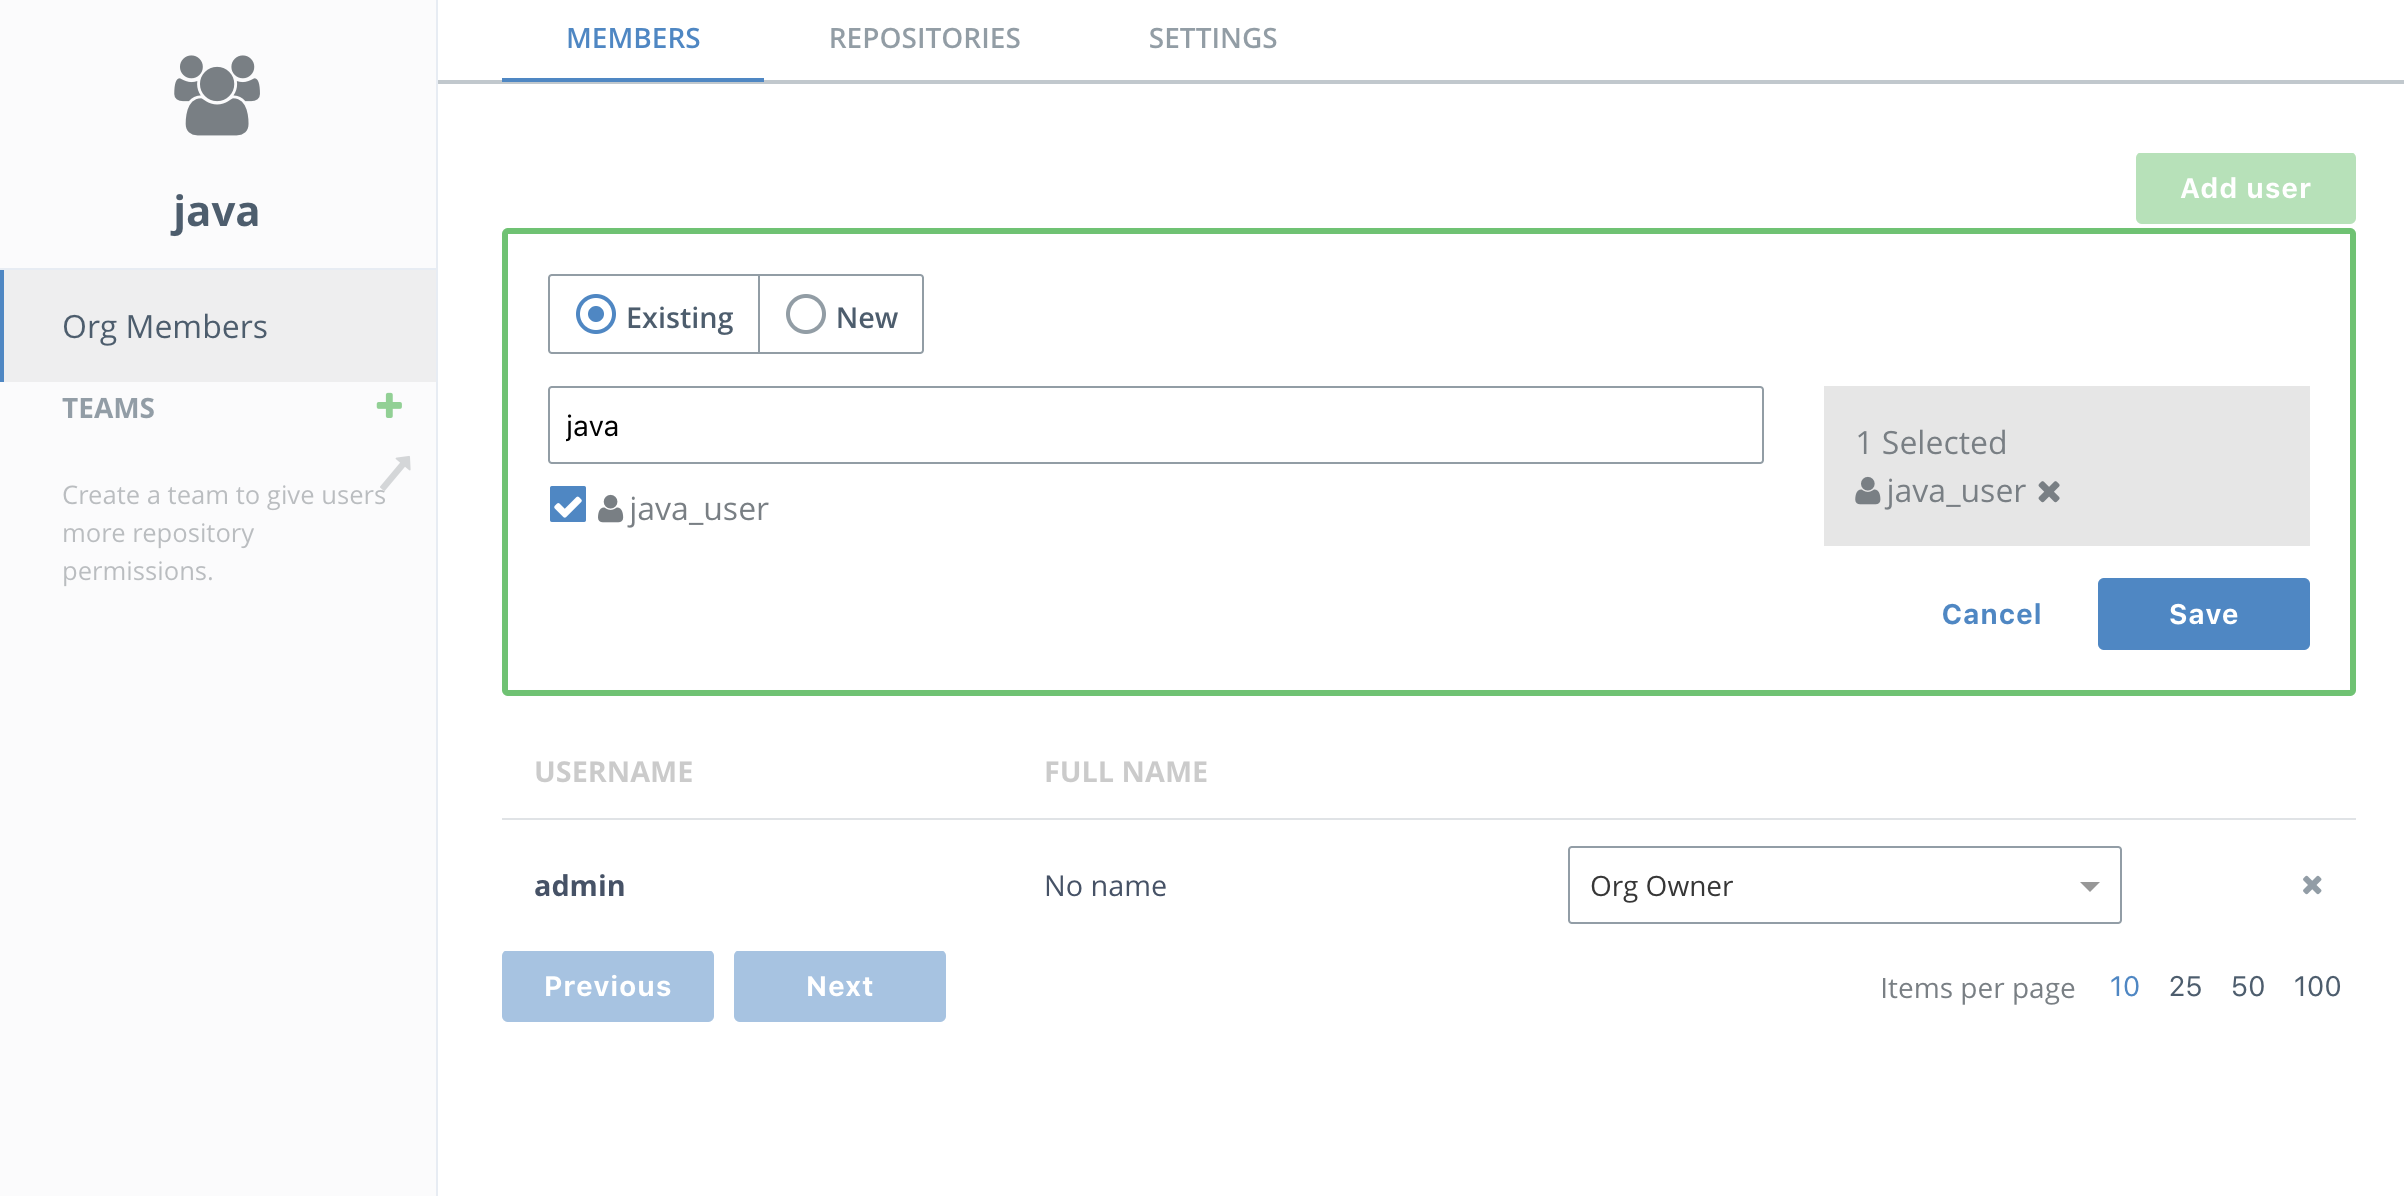 java
Org Members
TEAMS
Create a team to give users
more repository
permissions.
MEMBERS REPOSITORIES SETTINGS
Add user
Existing New
java
java_user
1 Selected
java_user
Cancel Save
USERNAME FULL NAME
admin No name Org Owner
Previous Next Items per page 10 25 50 100